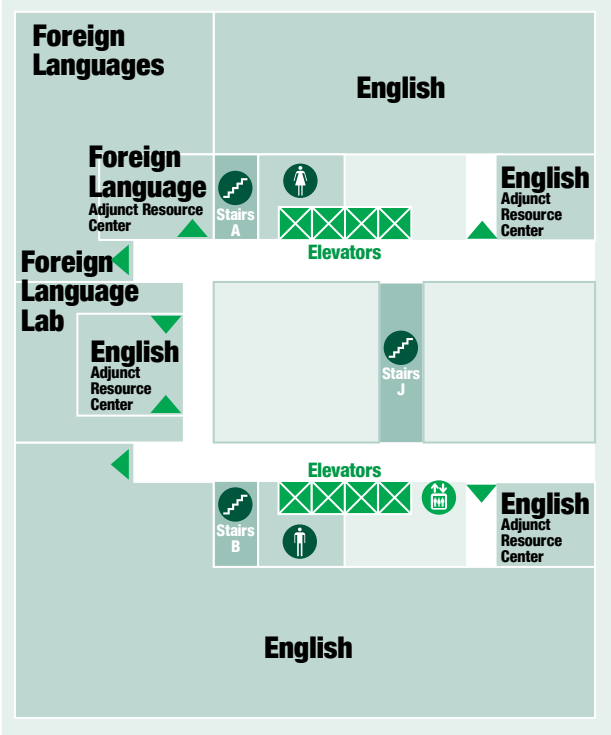 Foreign
Languages
English
Foreign
Language
Adjunct Resource
Center
Stairs
A
Elevators
English
Adjunct
Resource
Center
Foreign
Language
Lab
English
Adjunct
Resource
Center
Stairs
J
Elevators
Stairs
B
English
Adjunct
Resource
Center
English